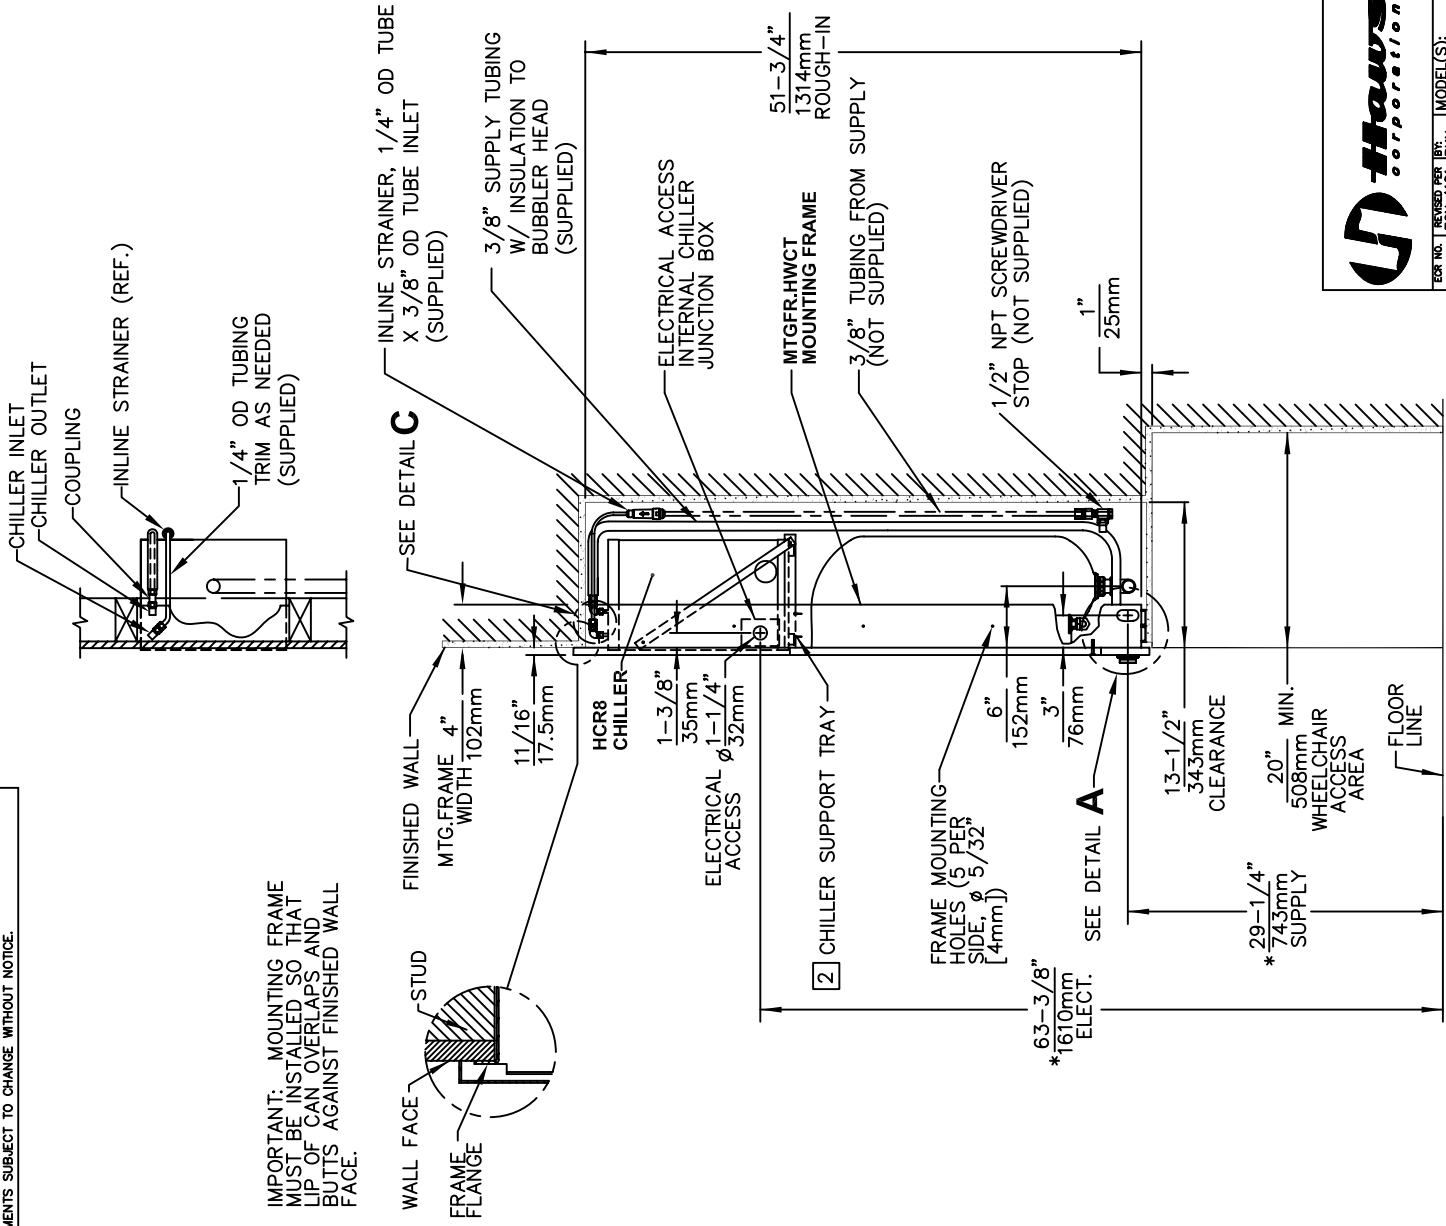 MENTS SUBJECT TO CHANGE WITHOUT NOTICE.
IMPORTANT: MOUNTING FRAME
MUST BE INSTALLED SO THAT
LIP OF CAN OVERLAPS AND
BUTTS AGAINST FINISHED WALL
FACE.
CHILLER INLET
CHILLER OUTLET
COUPLING
INLINE STRAINER (REF.)
1/4" OD TUBING
TRIM AS NEEDED
(SUPPLIED)
WALL FACE
STUD
FRAME
FLANGE
FINISHED WALL
MTG.FRAME
WIDTH
4"
102mm
11/16"
17.5mm
SEE DETAIL C
INLINE STRAINER, 1/4" OD TUBE
X 3/8" OD TUBE INLET
(SUPPLIED)
3/8" SUPPLY TUBING
W/ INSULATION TO
BUBBLER HEAD
(SUPPLIED)
HCR8
CHILLER
1-3/8"
35mm
ELECTRICAL
ACCESS
ø 1-1/4"
32mm
ELECTRICAL ACCESS
INTERNAL CHILLER
JUNCTION BOX
51-3/4"
1314mm
ROUGH-IN
MTGFR.HWCT
MOUNTING FRAME
2 CHILLER SUPPORT TRAY
3/8" TUBING FROM SUPPLY
(NOT SUPPLIED)
FRAME MOUNTING
HOLES (5 PER
SIDE, ø 5/32"
[4mm])
6"
152mm
3"
76mm
1/2" NPT SCREWDRIVER
STOP (NOT SUPPLIED)
1"
25mm
SEE DETAIL A
*63-3/8"
1610mm
ELECT.
13-1/2"
343mm
CLEARANCE
*29-1/4"
743mm
SUPPLY
20" MIN.
508mm
WHEELCHAIR
ACCESS
AREA
FLOOR
LINE
Haws
corporation
ECR NO. REVISED PER BY: MODEL(S):